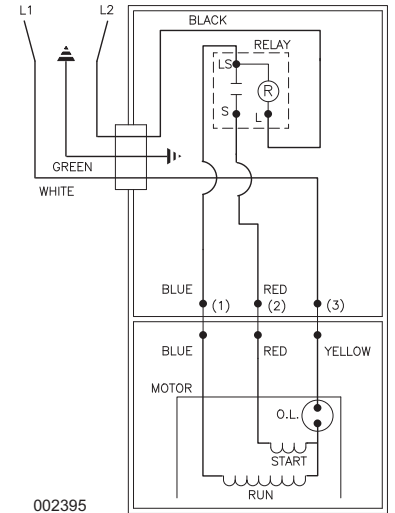 L1
L2
BLACK
RELAY
LS
R
S
L
GREEN
WHITE
BLUE
RED
(1)
(2)
(3)
BLUE
RED
YELLOW
MOTOR
O.L.
START
RUN
002395